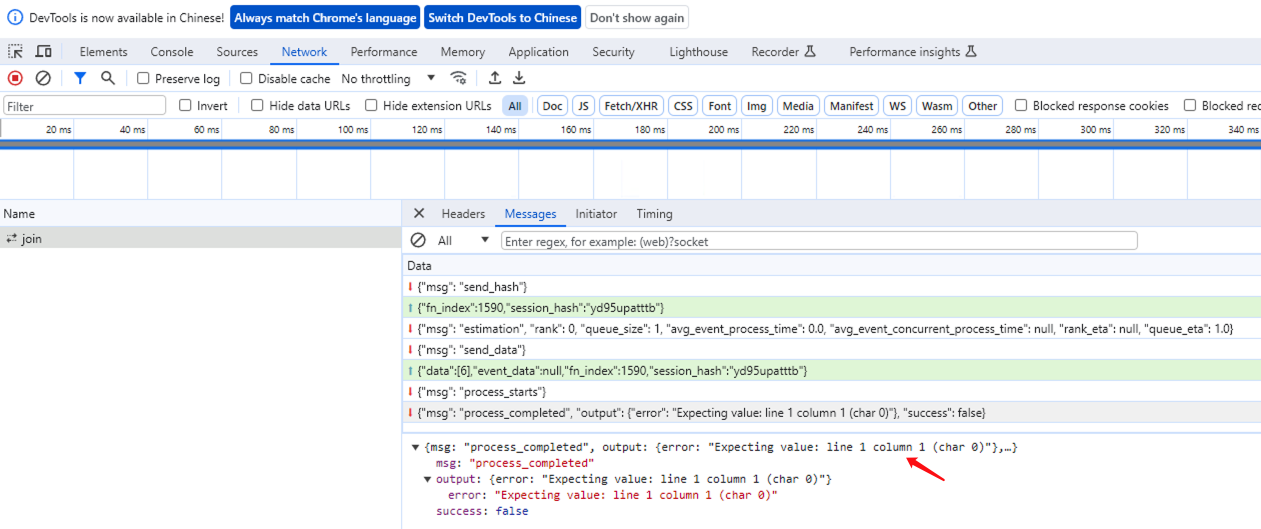 DevTools is now available in Chinese! Always match Chrome's language Switch DevTools to Chinese Don't show again
Elements Console Sources Network Performance Memory Application Security Lighthouse Recorder Performance insights
Preserve log Disable cache No throttling
Filter Invert Hide data URLs Hide extension URLs All Doc JS Fetch/XHR CSS Font Img Media Manifest WS Wasm Other Blocked response cookies Blocked rec
20 ms 40 ms 60 ms 80 ms 100 ms 120 ms 140 ms 160 ms 180 ms 200 ms 220 ms 240 ms 260 ms 280 ms 300 ms 320 ms 340 ms
Name Headers Messages Initiator Timing
join All Enter regex, for example: (web)?socket
Data
{"msg": "send_hash"}
{"fn_index":1590,"session_hash":"yd95upatttb"}
{"msg": "estimation", "rank": 0, "queue_size": 1, "avg_event_process_time": 0.0, "avg_event_concurrent_process_time": null, "rank_eta": null, "queue_eta": 1.0}
{"msg": "send_data"}
{"data":[6],"event_data":null,"fn_index":1590,"session_hash":"yd95upatttb"}
{"msg": "process_starts"}
{"msg": "process_completed", "output": {"error": "Expecting value: line 1 column 1 (char 0)"}, "success": false}
{msg: "process_completed", output: {error: "Expecting value: line 1 column 1 (char 0)"},…}
msg: "process_completed"
output: {error: "Expecting value: line 1 column 1 (char 0)"}
error: "Expecting value: line 1 column 1 (char 0)"
success: false